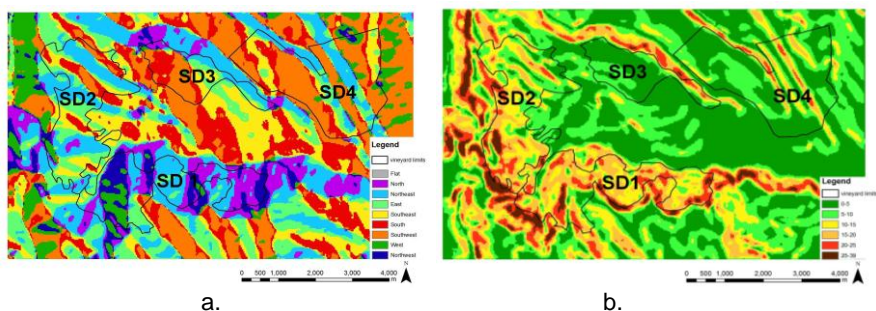 SD2
SD3
SD4
SD
Legend
vineyard limits
Flat
North
Northeast
East
Southeast
South
Southwest
West
Northwest
0 500 1,000 2,000 3,000 4,000
m
N
SD2
SD3
SD4
SD1
Legend
vineyard limits
0-5
5-10
10-15
15-20
20-25
25-39
0 500 1,000 2,000 3,000 4,000
m
N
a.
b.